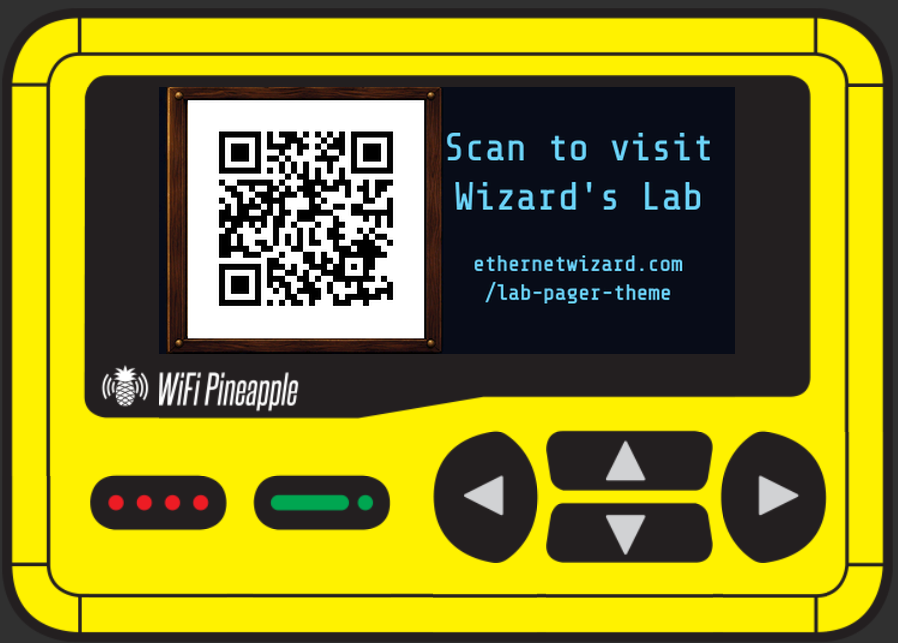 Scan to visit
Wizard's Lab
ethernetwizard.com
/lab-pager-theme
WiFi Pineapple